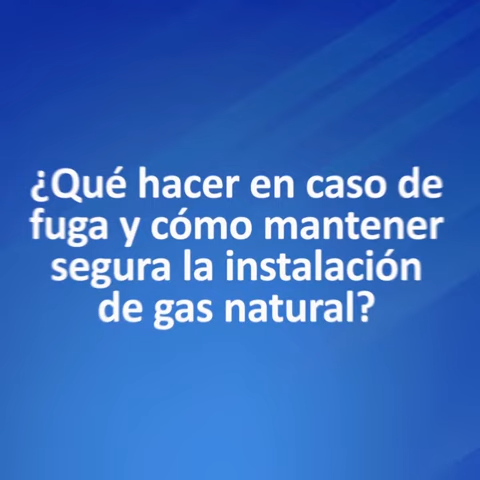 ¿Qué hacer en caso de
fuga y cómo mantener
segura la instalación
de gas natural?